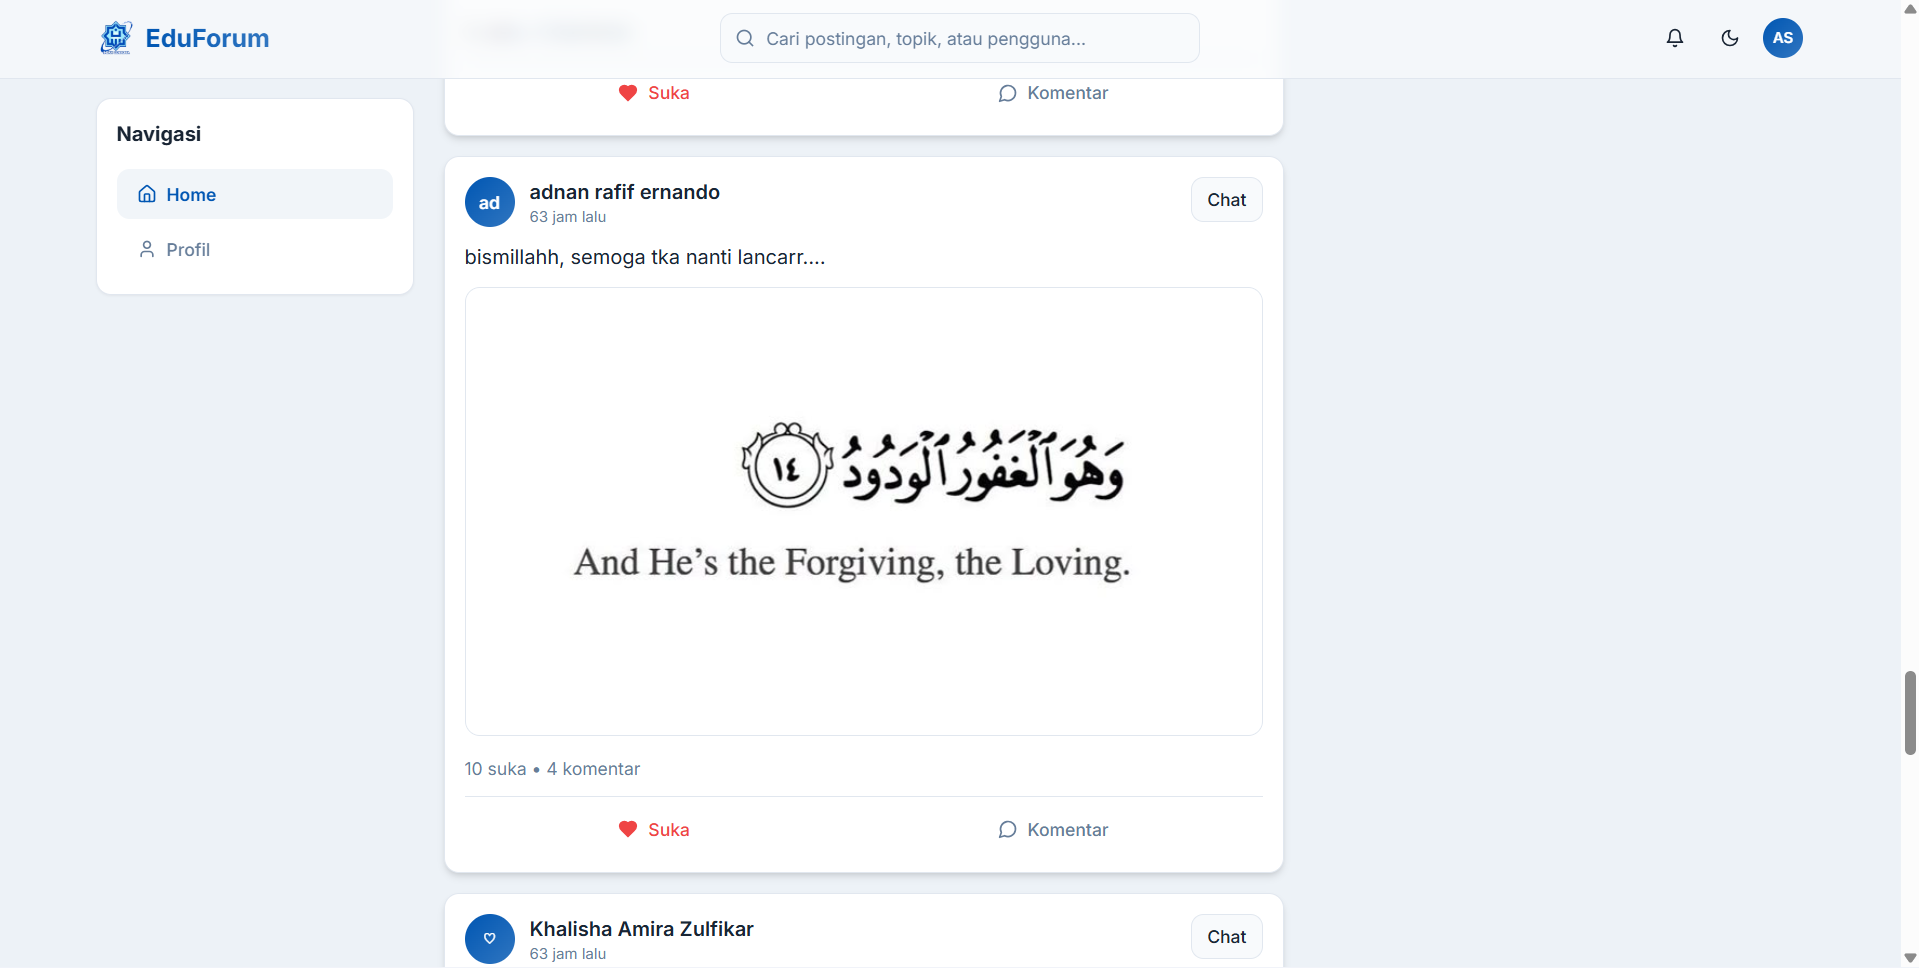 EduForum
Cari postingan, topik, atau pengguna...
AS
Navigasi
Home
Profil
Suka
Komentar
ad
adnan rafif ernando
63 jam lalu
Chat
bismillahh, semoga tka nanti lancarr....
وَهُوَ ٱلْغَفُورُ ٱلْوَدُودُ ١٤
And He’s the Forgiving, the Loving.
10 suka • 4 komentar
Suka
Komentar
Khalisha Amira Zulfikar
63 jam lalu
Chat